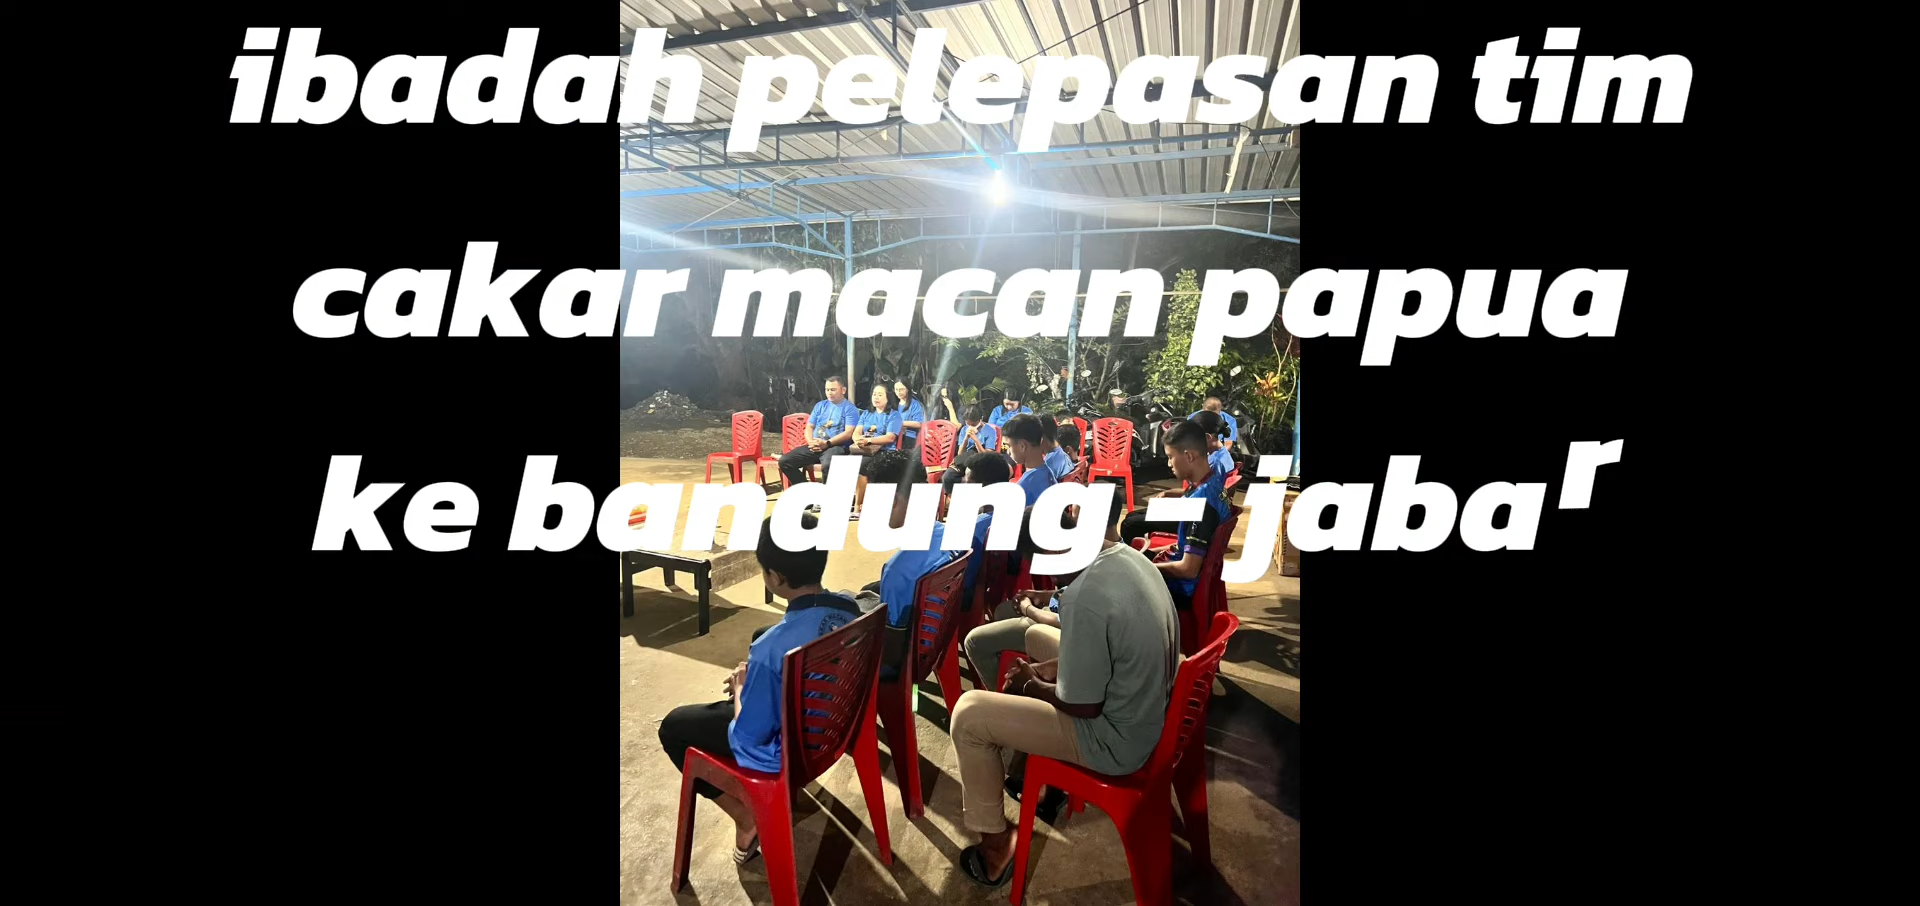 ibadah pelepasan tim
cakar macan papua
ke bandung - jabar